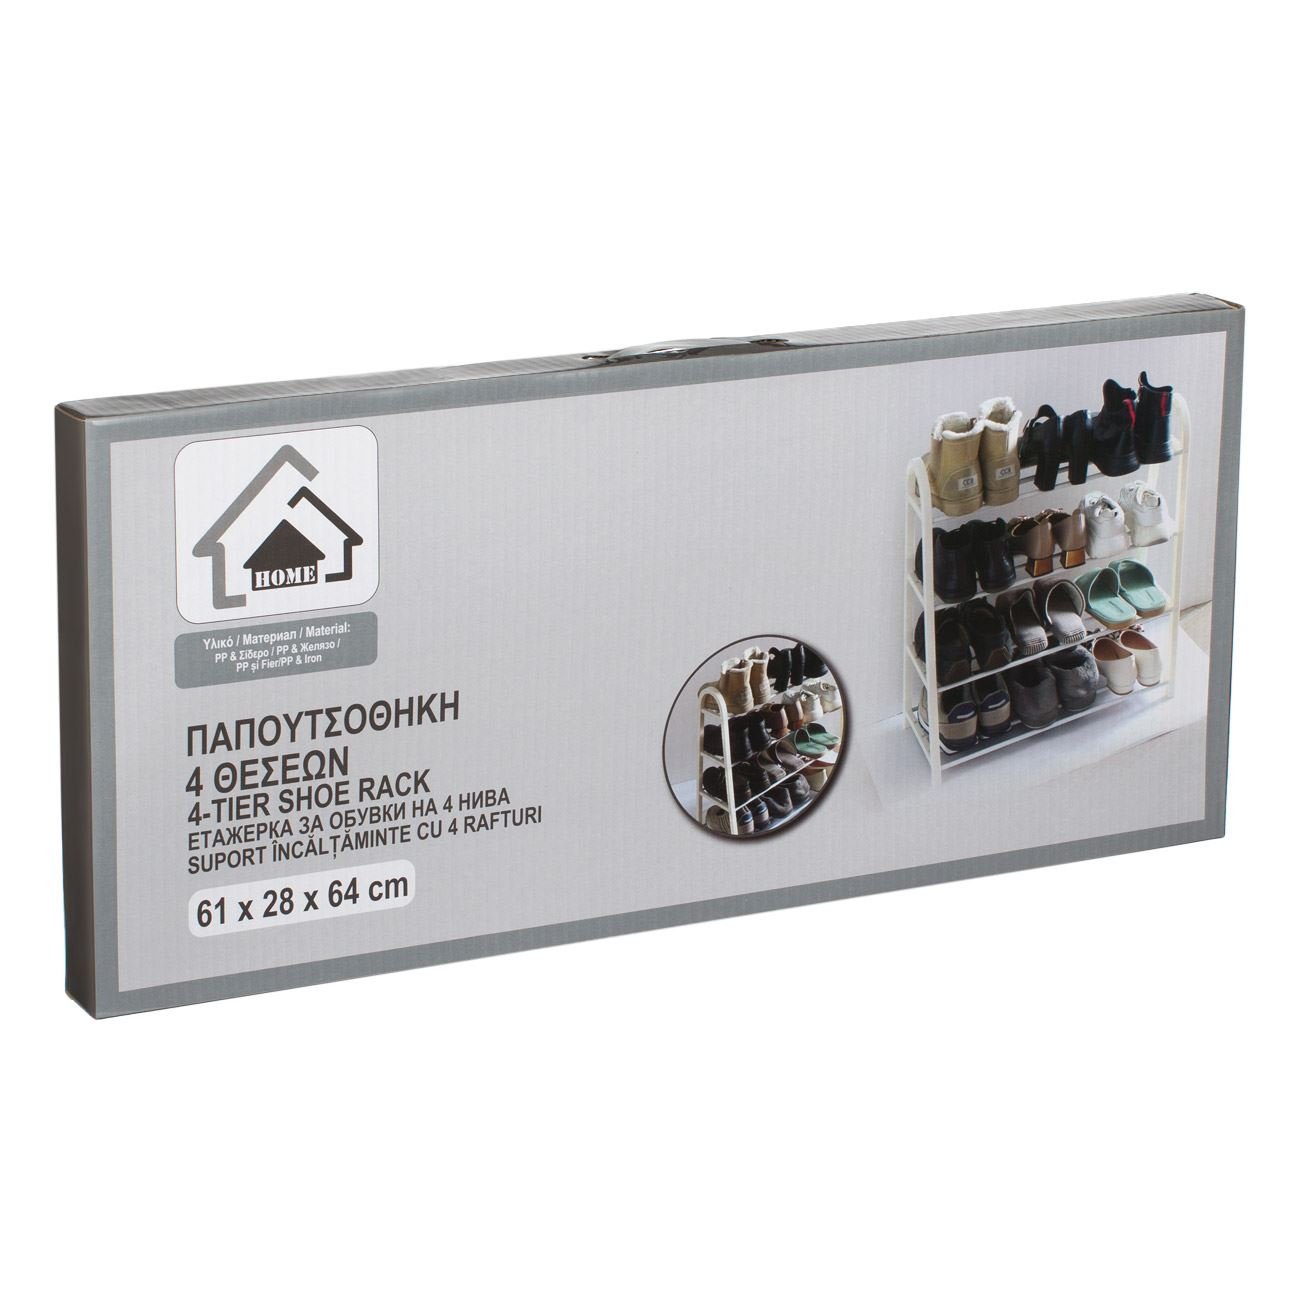 HOME
Υλικό / Материал / Material:
PP & Σίδερο / PP & Желязо /
PP și Fier/PP & Iron
ΠΑΠΟΥΤΣΟΘΗΚΗ
4 ΘΕΣΕΩΝ
4-TIER SHOE RACK
ЕТАЖЕРКА ЗА ОБУВКИ НА 4 НИВА
SUPORT ÎNCĂLȚĂMINTE CU 4 RAFTURI
61 x 28 x 64 cm